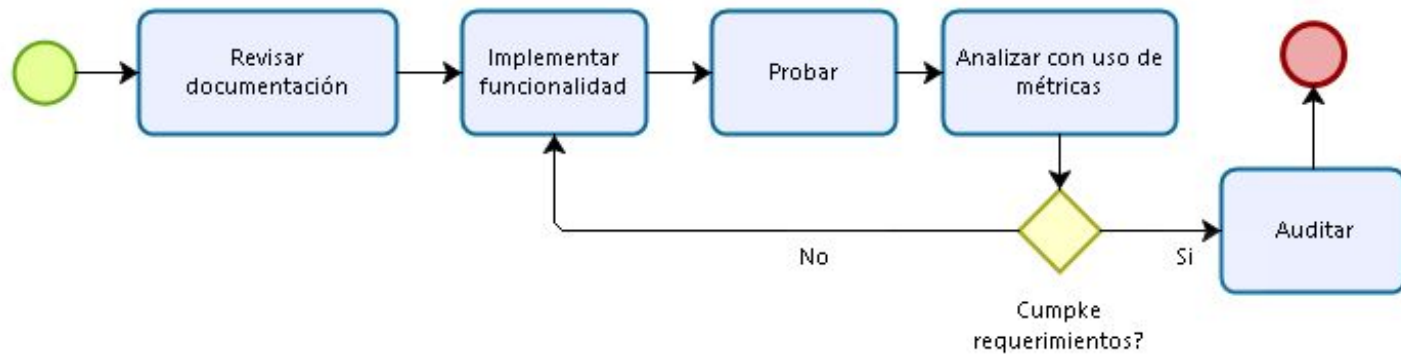 Revisar
documentación
Implementar
funcionalidad
Probar
Analizar con uso de
métricas
No
Si
Auditar
Cumpke
requerimientos?